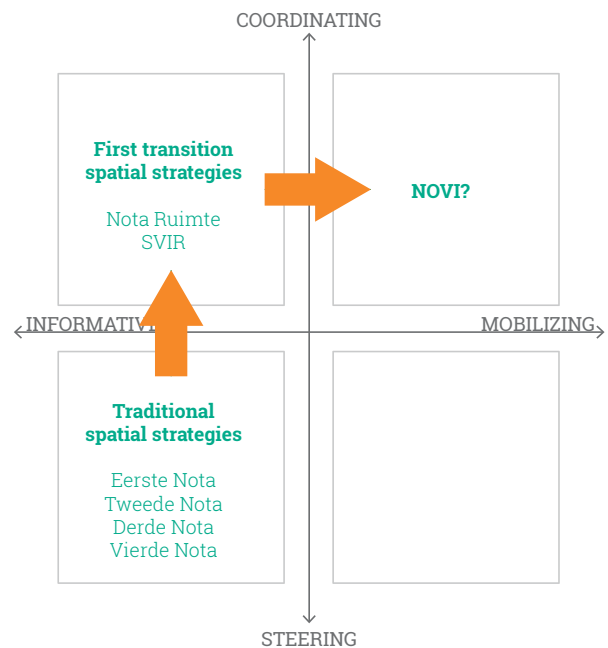 COORDINATING
First transition
spatial strategies
Nota Ruimte
SVIR
NOVI?
INFORMATIVE
MOBILIZING
Traditional
spatial strategies
Eerste Nota
Tweede Nota
Derde Nota
Vierde Nota
STEERING